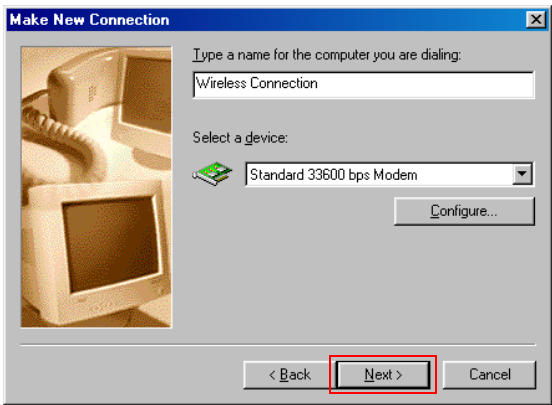 Make New Connection
Type a name for the computer you are dialing:
Wireless Connection
Select a device:
Standard 33600 bps Modem
Configure...
< Back
Next >
Cancel